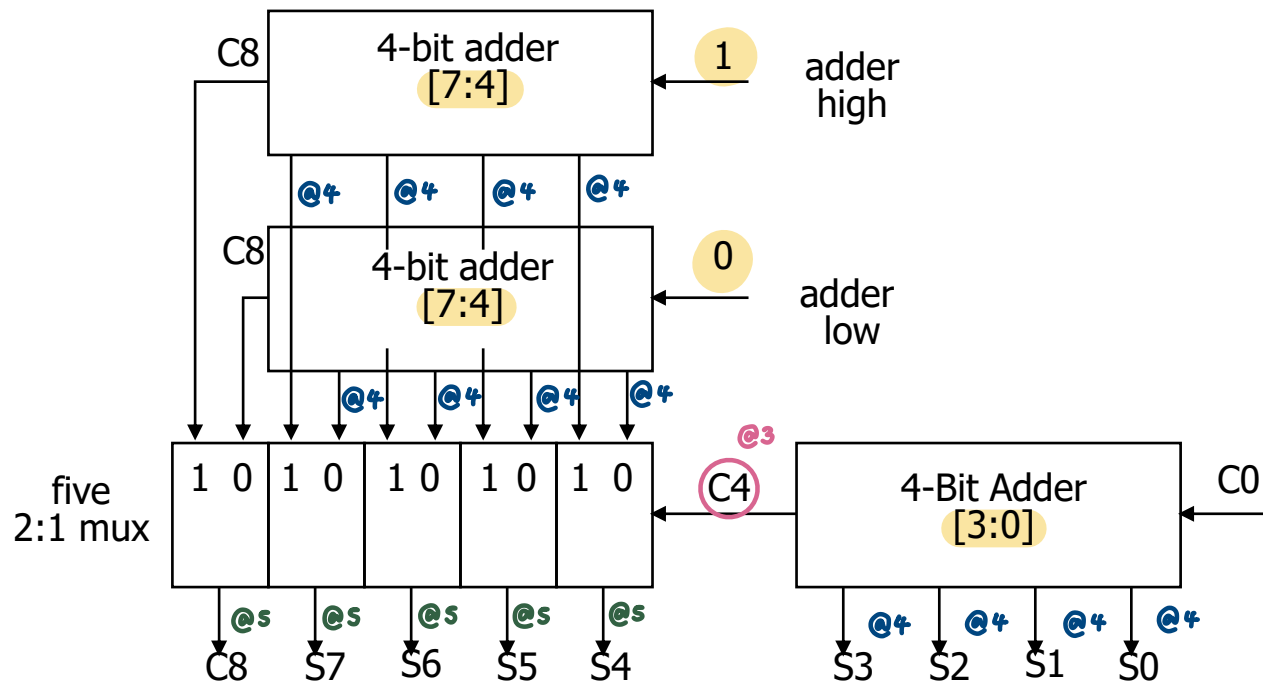 C8
4-bit adder
[7:4]
1
adder
high
@4 @4 @4 @4
C8
4-bit adder
[7:4]
0
adder
low
@4 @4 @4 @4
five
2:1 mux
1 0 1 0 1 0 1 0 1 0
@3
C4
4-Bit Adder
[3:0]
C0
@5 @5 @5 @5 @5
C8 S7 S6 S5 S4
@4 @4 @4 @4
S3 S2 S1 S0